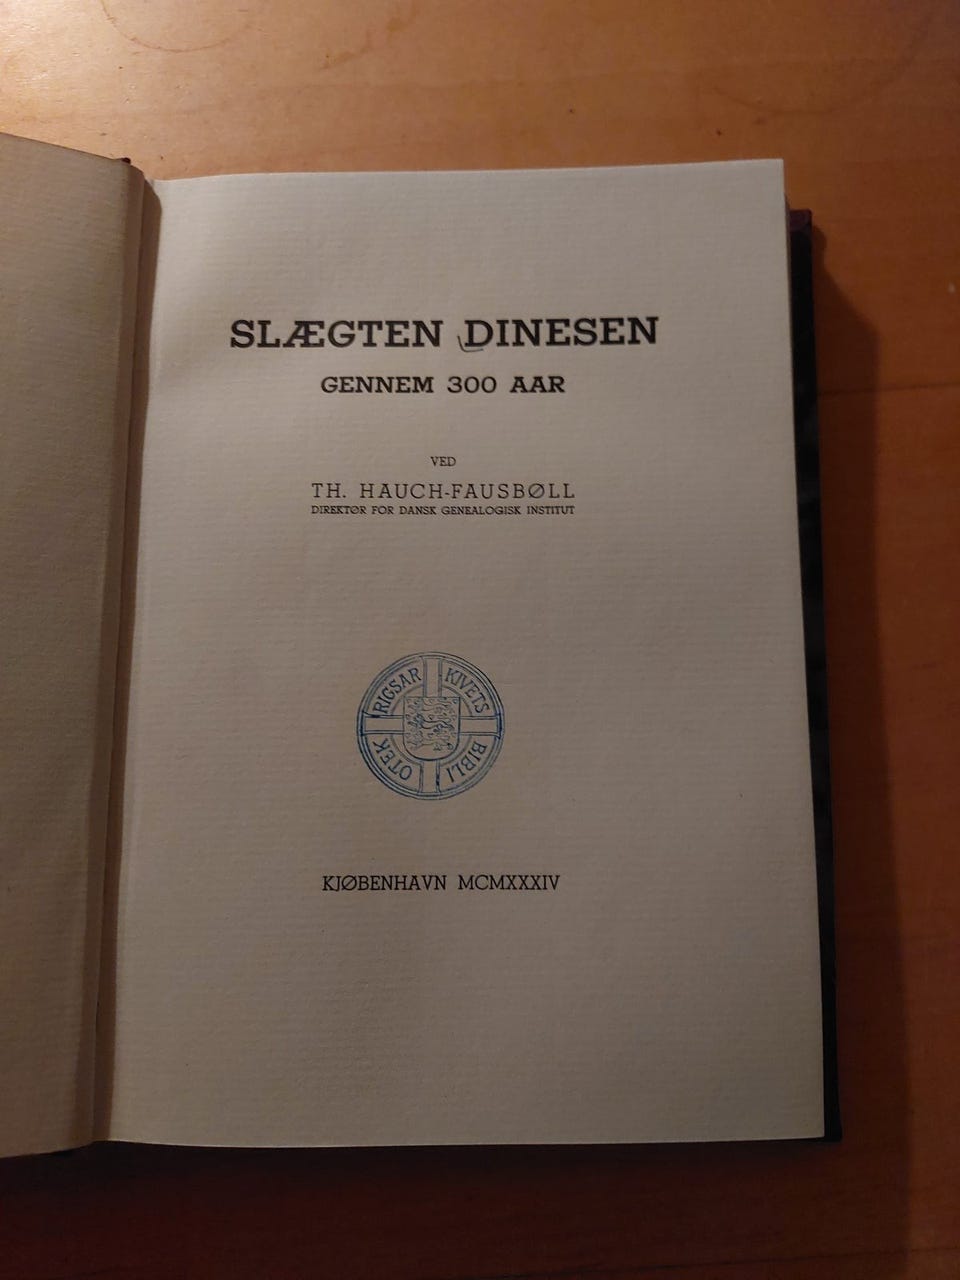 SLÆGTEN DINESEN
GENNEM 300 AAR
VED
TH. HAUCH-FAUSBØLL
DIREKTØR FOR DANSK GENEALOGISK INSTITUT
RIGSAR KIVETS
BIBLI OTEK
KJØBENHAVN MCMXXXIV